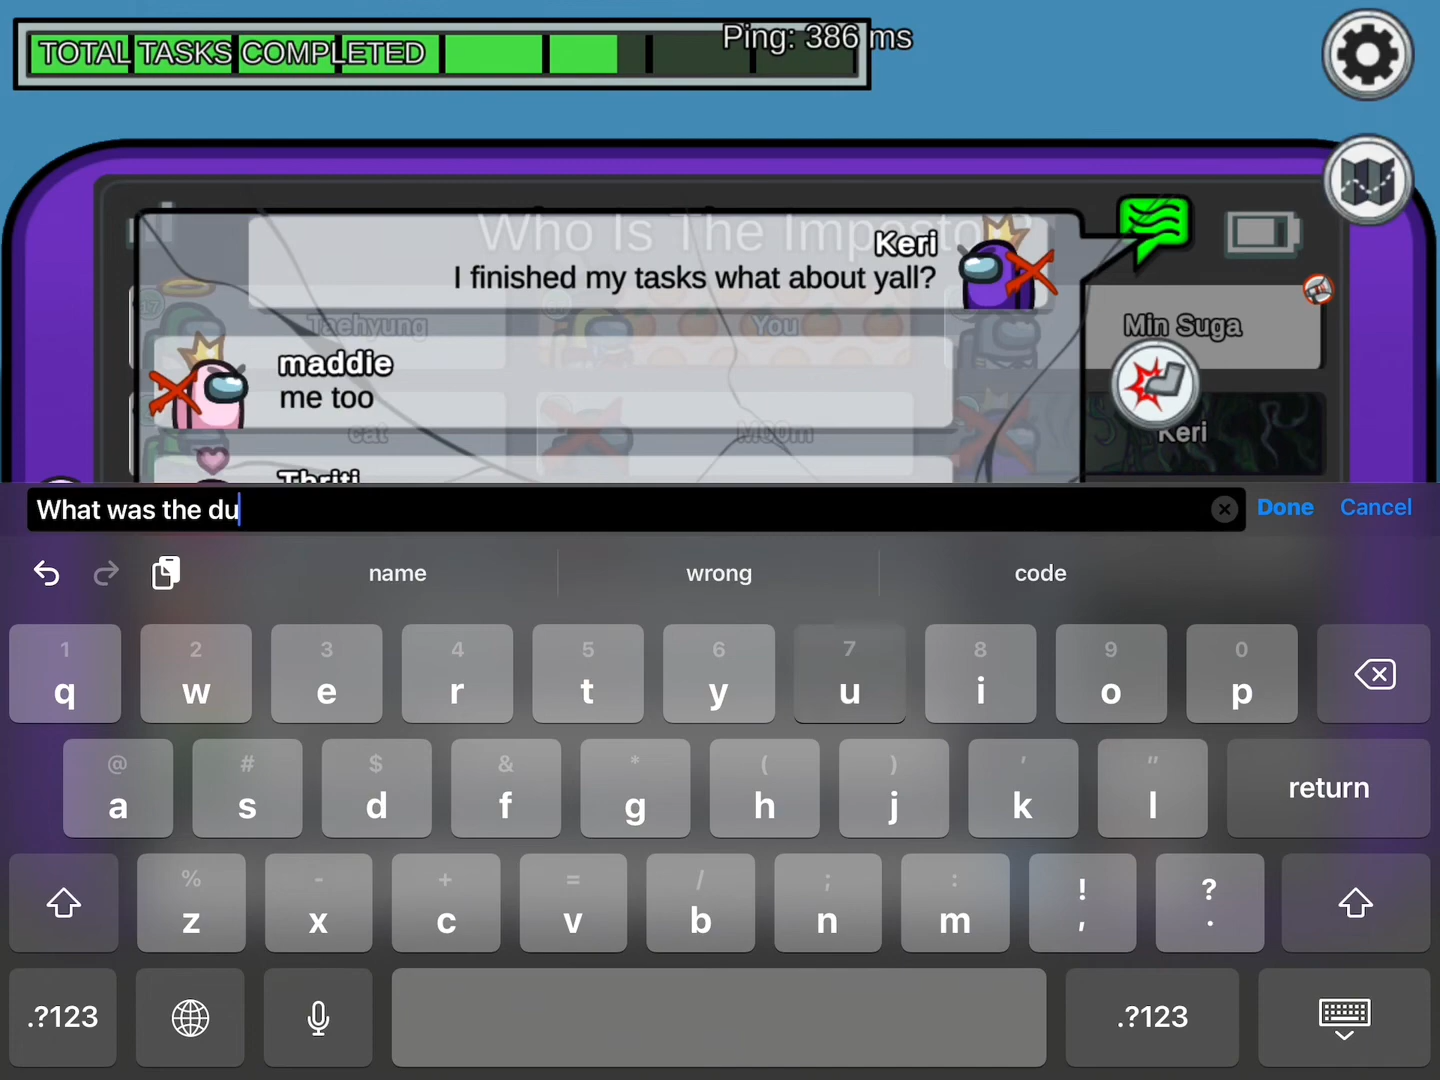 TOTAL TASKS COMPLETED
Ping: 386 ms
Who Is The Impostor?
Keri
I finished my tasks what about yall?
Taehyung
You
Min Suga
maddie
me too
cat
M00m
Keri
Thriti
What was the du
Done
Cancel
name
wrong
code
1 2 3 4 5 6 7 8 9 0
q w e r t y u i o p
@ # $ & * ( ) ' "
a s d f g h j k l
return
% - + = / ; : ! ?
z x c v b n m , .
.?123
.?123